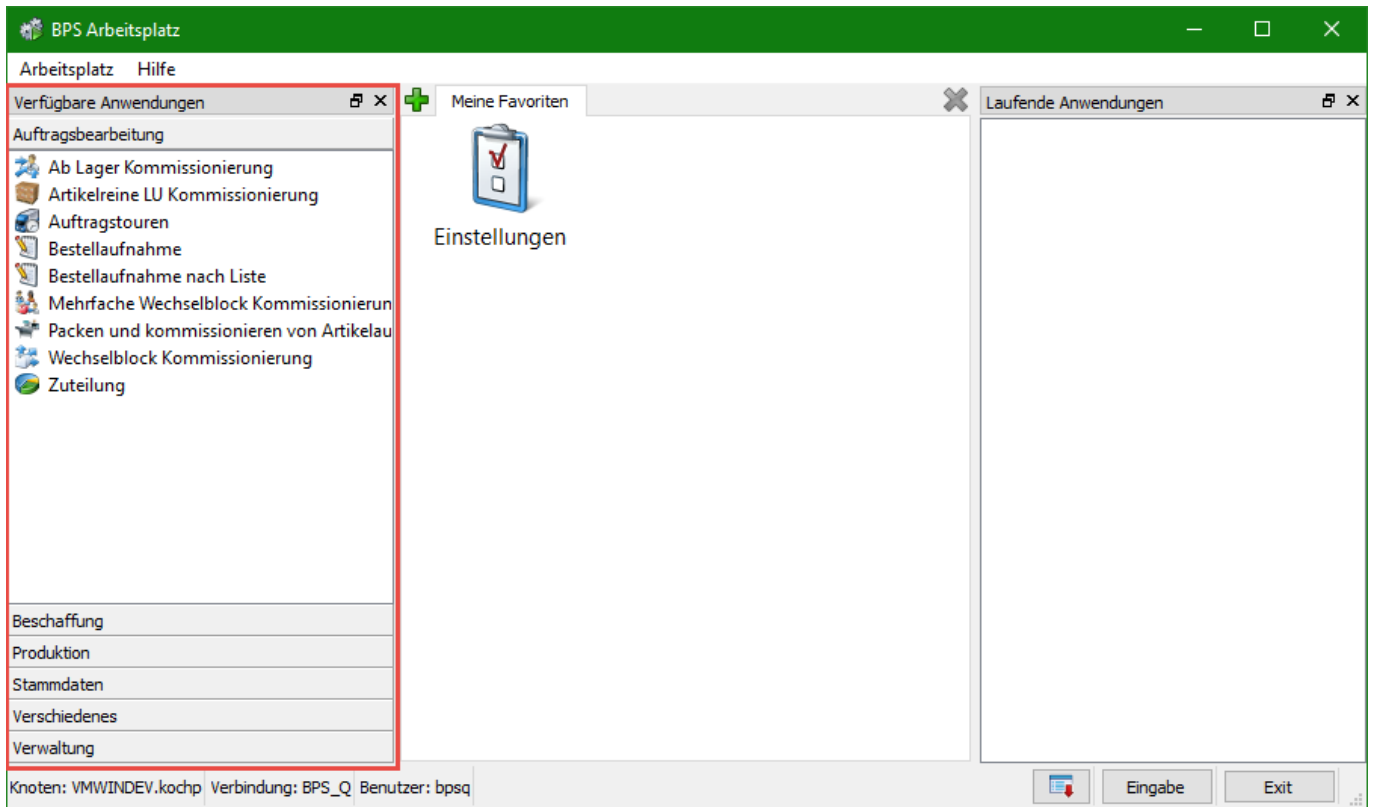 BPS Arbeitsplatz
Arbeitsplatz Hilfe
Verfügbare Anwendungen
Auftragsbearbeitung
Ab Lager Kommissionierung
Artikelreine LU Kommissionierung
Auftragstouren
Bestellaufnahme
Bestellaufnahme nach Liste
Mehrfache Wechselblock Kommissionierun
Packen und kommissionieren von Artikelau
Wechselblock Kommissionierung
Zuteilung
Beschaffung
Produktion
Stammdaten
Verschiedenes
Verwaltung
Meine Favoriten
Einstellungen
Laufende Anwendungen
Knoten: VMWINDEV.kochp Verbindung: BPS_Q Benutzer: bpsq
Eingabe Exit